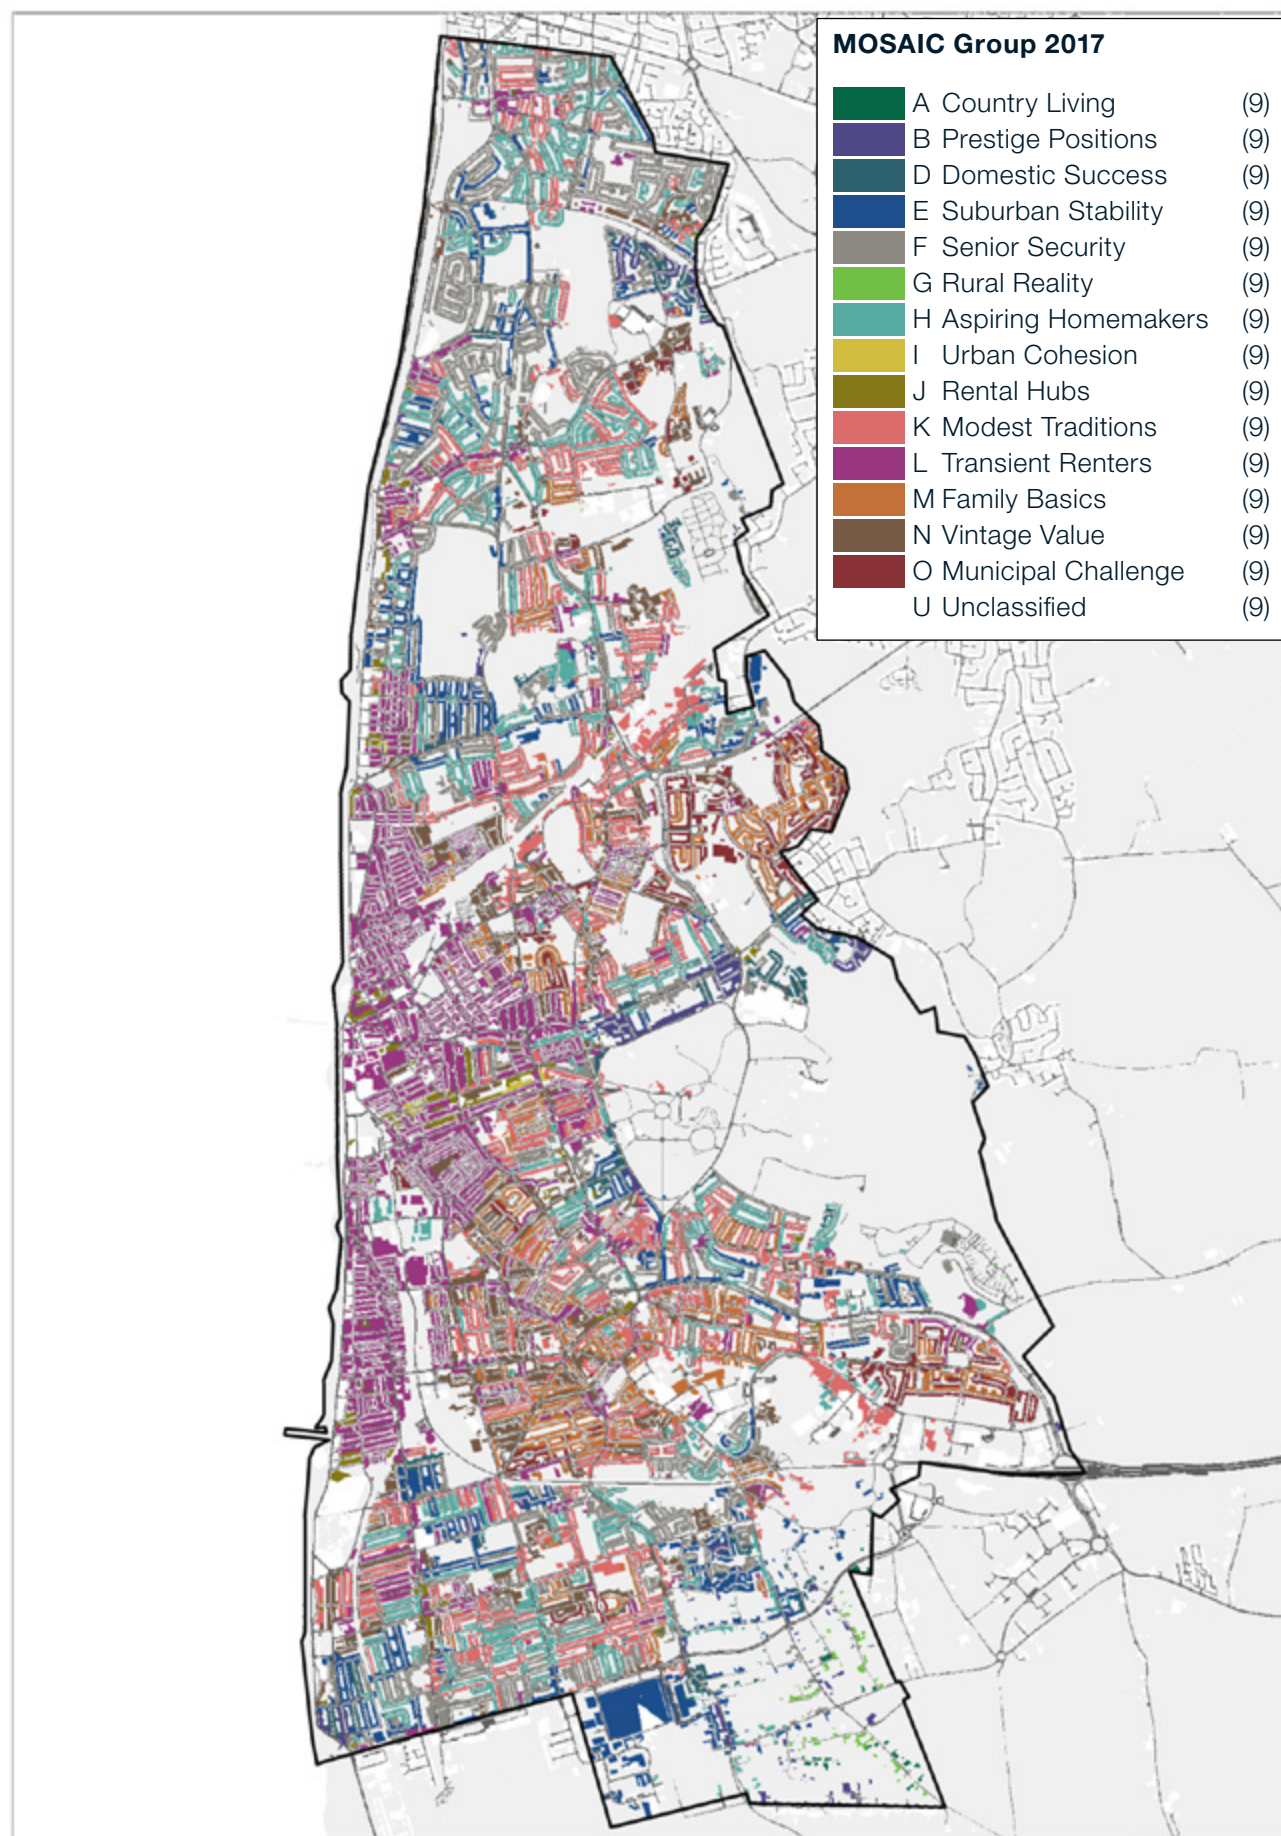 MOSAIC Group 2017
A Country Living (9)
B Prestige Positions (9)
D Domestic Success (9)
E Suburban Stability (9)
F Senior Security (9)
G Rural Reality (9)
H Aspiring Homemakers (9)
I Urban Cohesion (9)
J Rental Hubs (9)
K Modest Traditions (9)
L Transient Renters (9)
M Family Basics (9)
N Vintage Value (9)
O Municipal Challenge (9)
U Unclassified (9)